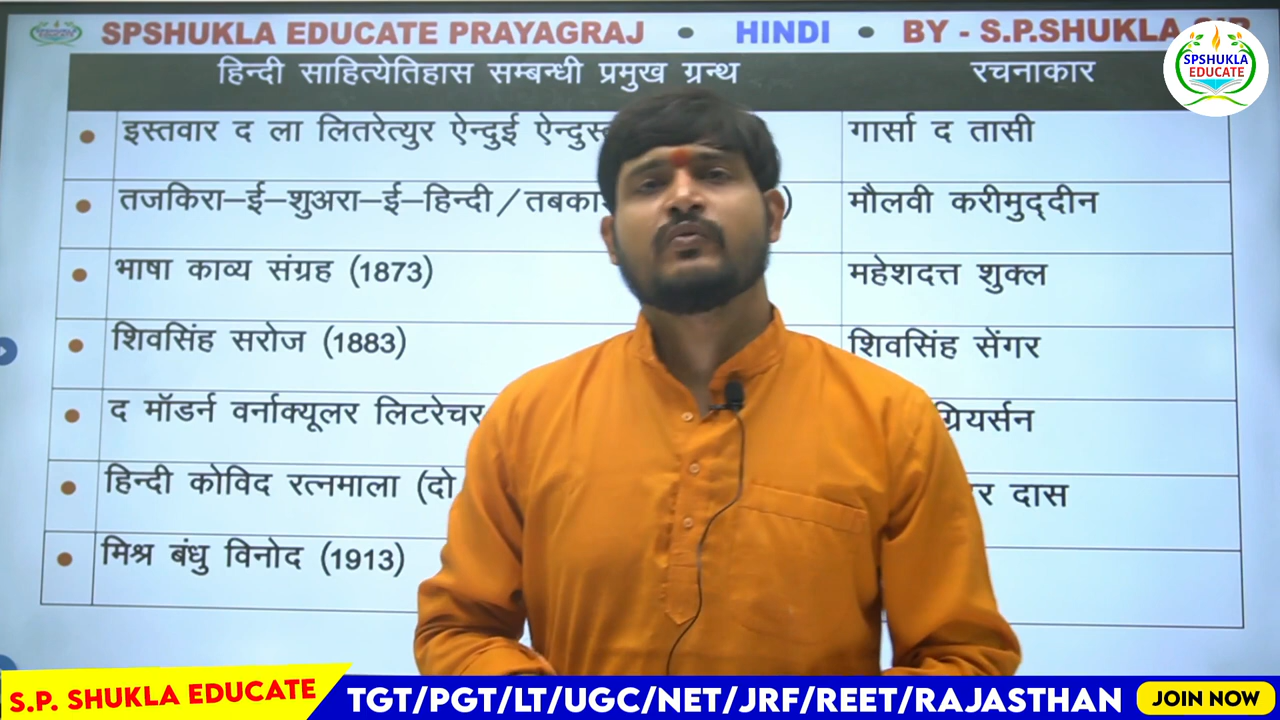 SPSHUKLA EDUCATE PRAYAGRAJ • HINDI • BY - S.P.SHUKLA
SPSHUKLA EDUCATE
हिन्दी साहित्येतिहास सम्बन्धी प्रमुख ग्रन्थ रचनाकार
इस्तवार द ला लितरेत्युर ऐन्दुई गार्सा द तासी
तजकिरा–ई–शुअरा–ई–हिन्दी/ मौलवी करीमुद्दीन
भाषा काव्य संग्रह (1873) महेशदत्त शुक्ल
शिवसिंह सरोज (1883) शिवसिंह सेंगर
द मॉडर्न वर्नाक्यूलर लिटरेचर ग्रियर्सन
हिन्दी कोविद रत्नमाला (दो दास
मिश्र बंधु विनोद (1913)
S.P. SHUKLA EDUCATE TGT/PGT/LT/UGC/NET/JRF/REET/RAJASTHAN JOIN NOW